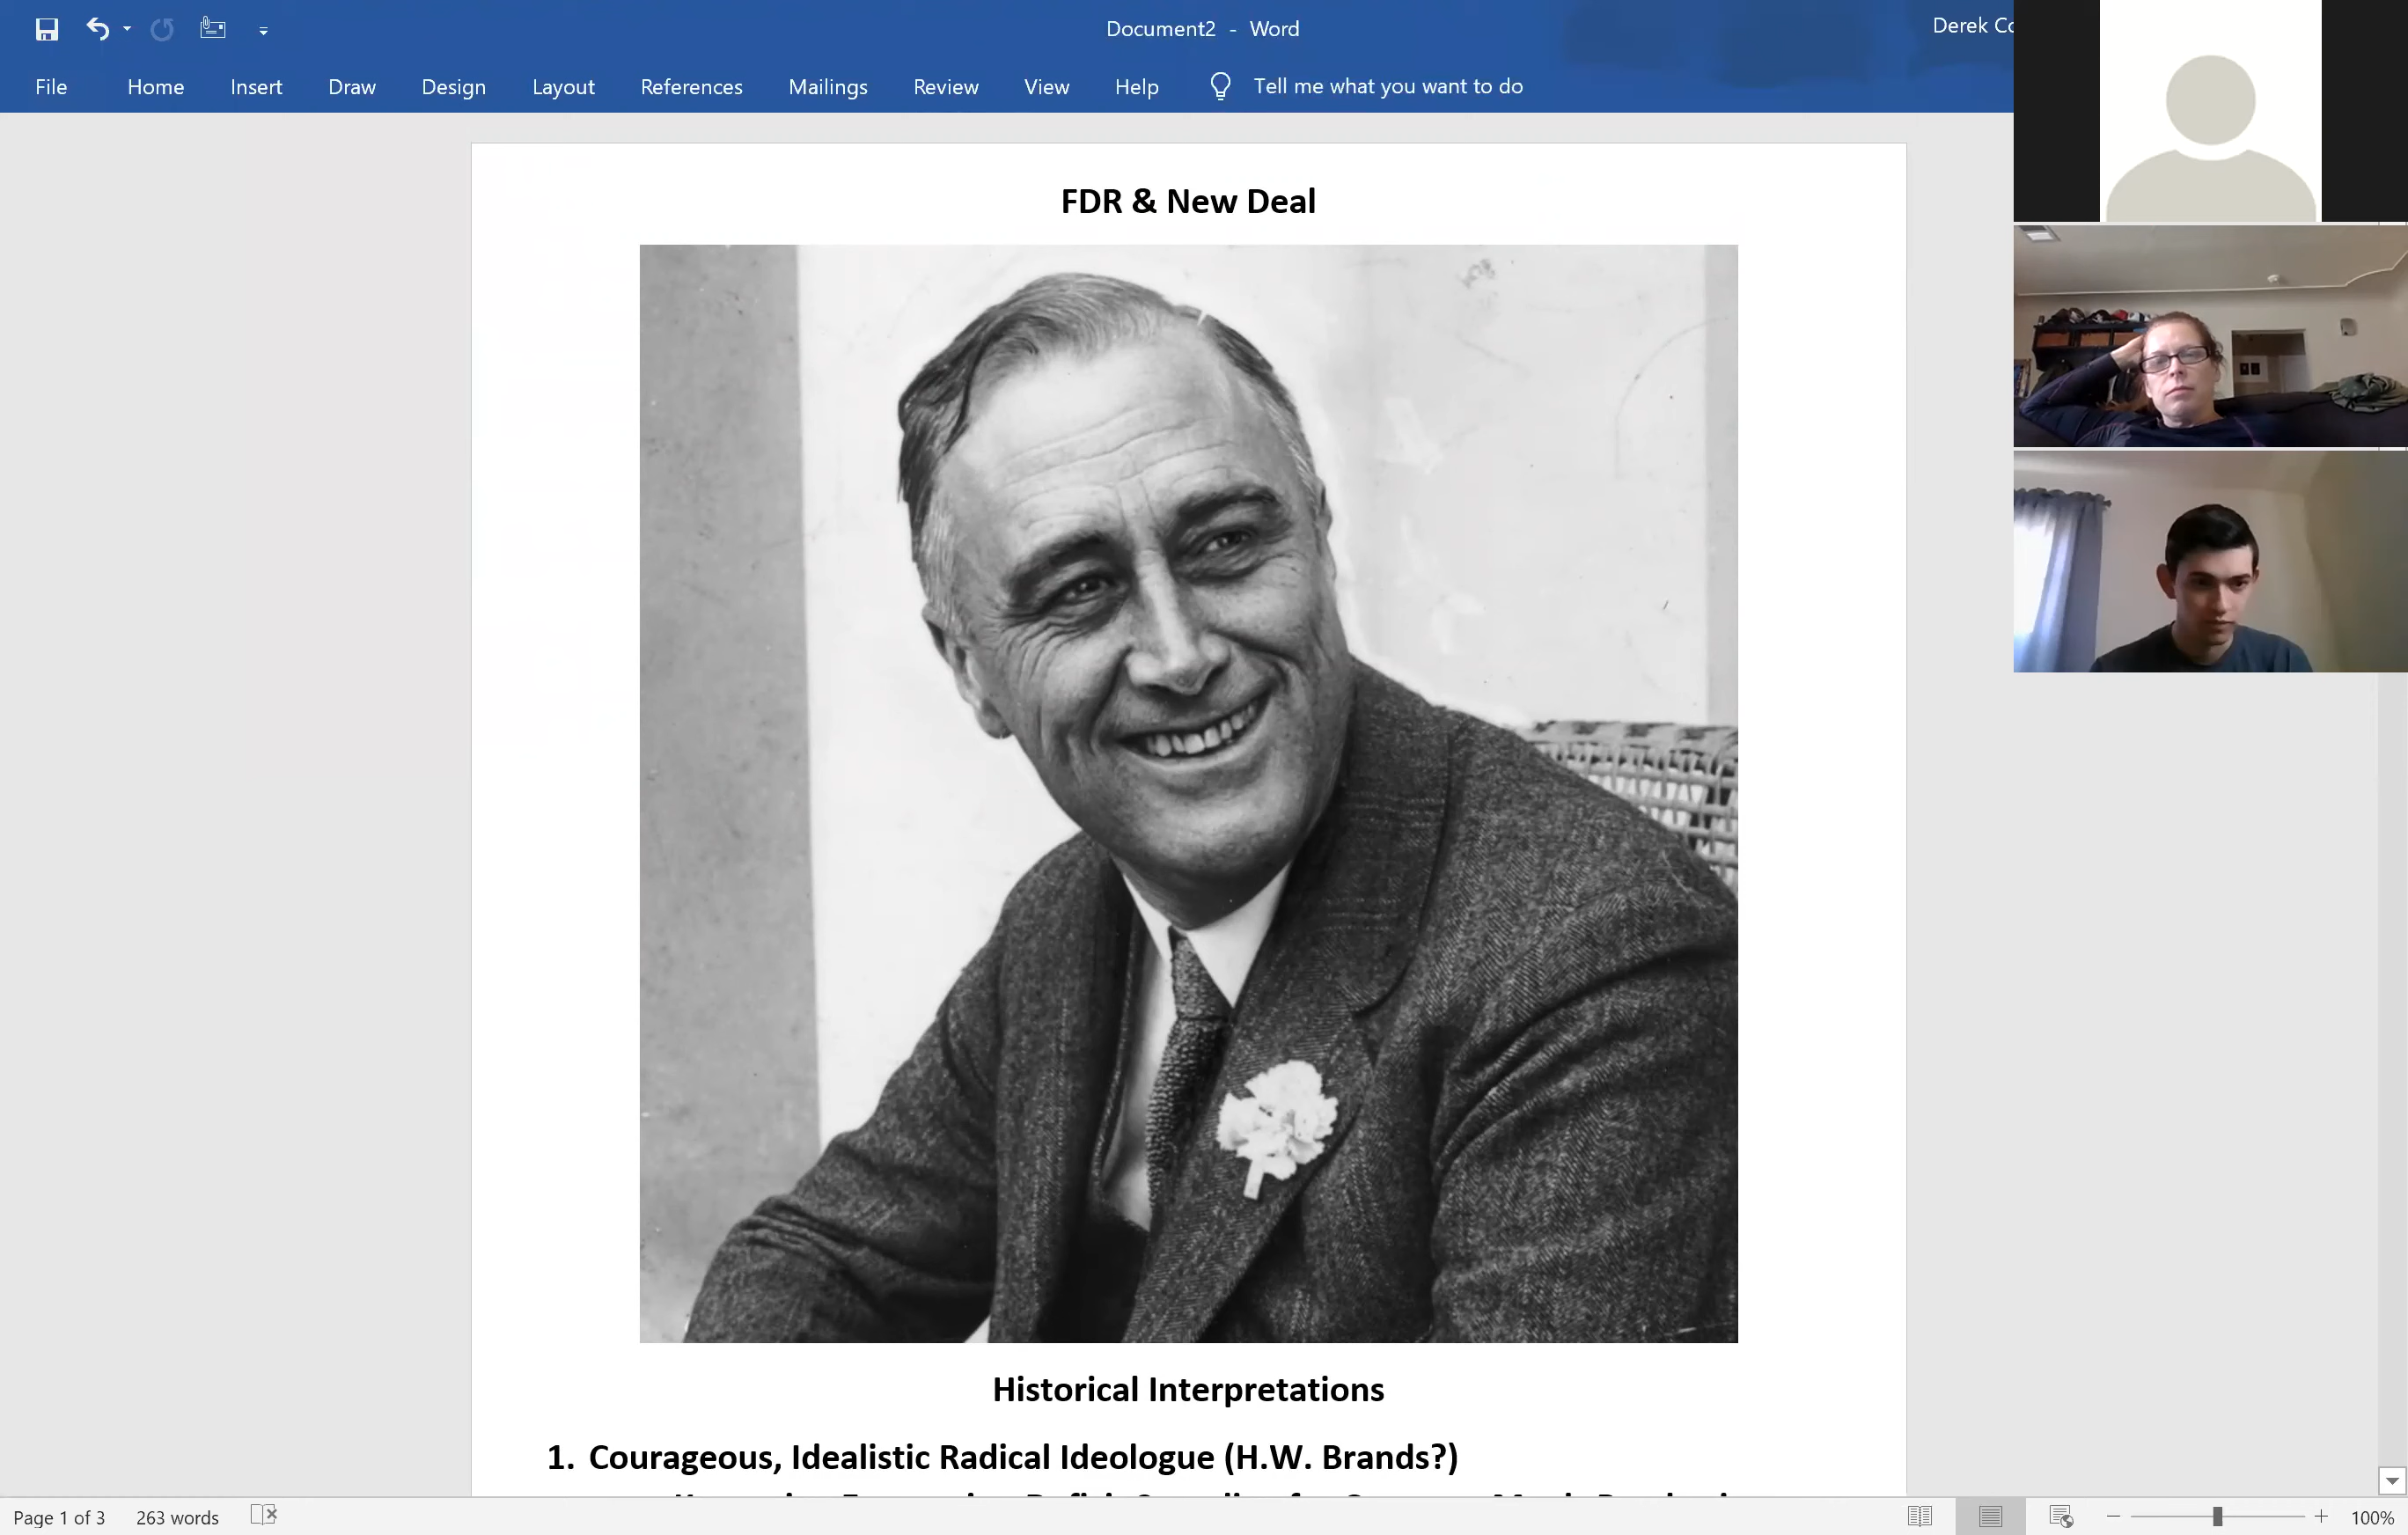 Document2 - Word
Derek Co
File Home Insert Draw Design Layout References Mailings Review View Help Tell me what you want to do
FDR & New Deal
Historical Interpretations
1. Courageous, Idealistic Radical Ideologue (H.W. Brands?)
Page 1 of 3 263 words 100%